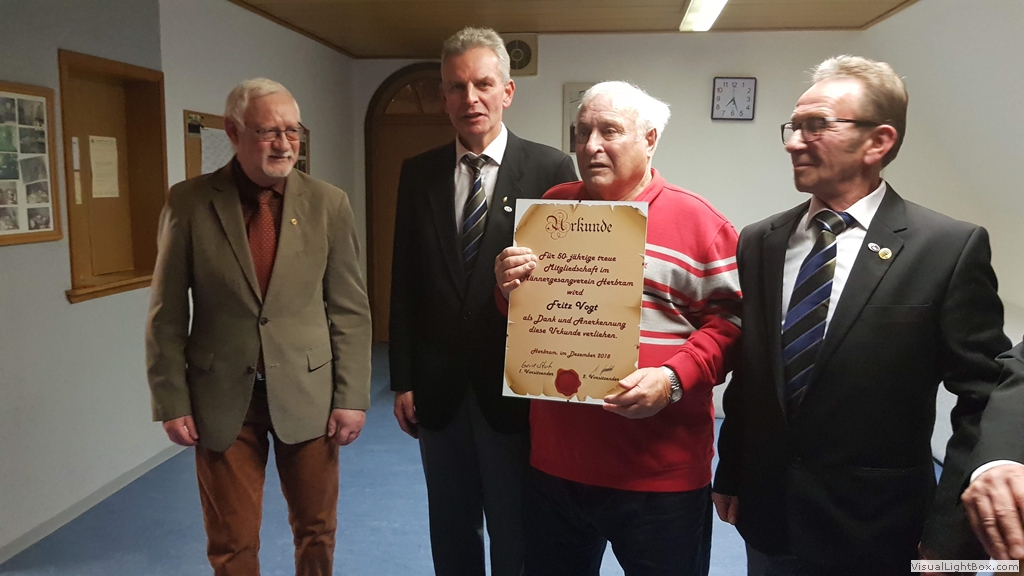 Urkunde
Für 50-jährige treue
Mitgliedschaft im
Männergesangverein Herbram
wird
Fritz Vogt
als Dank und Anerkennung
diese Urkunde verliehen.
Herbram, im Dezember 2018
1. Vorsitzender 2. Vorsitzender
VisualLightBox.com